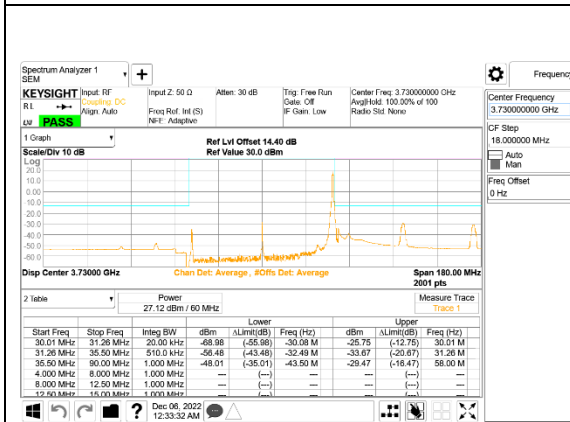 Spectrum Analyzer 1
SEM
Frequency
KEYSIGHT Input: RF Input Z: 50 Ω Atten: 30 dB Trig: Free Run Center Freq: 3.730000000 GHz
RL Coupling: DC Gate: Off Avg|Hold: 100.00% of 100
Align: Auto Freq Ref: Int (S) IF Gain: Low Radio Std: None
PASS NFE: Adaptive
Center Frequency
3.730000000 GHz
CF Step
18.000000 MHz
Auto
Man
Freq Offset
0 Hz
1 Graph
Ref Lvl Offset 14.40 dB
Scale/Div 10 dB Ref Value 30.0 dBm
Log
20.0
10.0
0.00
-10.0
-20.0
-30.0
-40.0
-50.0
-60.0
Disp Center 3.73000 GHz Chan Det: Average, #Offs Det: Average Span 180.00 MHz
2001 pts
2 Table Power Measure Trace
27.12 dBm / 60 MHz Trace 1
Lower Upper
Start Freq Stop Freq Integ BW dBm ΔLimit(dB) Freq (Hz) dBm ΔLimit(dB) Freq (Hz)
30.01 MHz 31.26 MHz 20.00 kHz -68.98 (-55.98) -30.08 M -25.75 (-12.75) 30.01 M
31.26 MHz 35.50 MHz 510.0 kHz -56.48 (-43.48) -32.49 M -33.67 (-20.67) 31.26 M
35.50 MHz 90.00 MHz 1.000 MHz -48.01 (-35.01) -43.50 M -29.47 (-16.47) 58.00 M
4.000 MHz 8.000 MHz 1.000 MHz --- (---) --- --- (---) ---
8.000 MHz 12.50 MHz 1.000 MHz --- (---) --- --- (---) ---
12.50 MHz 15.00 MHz 1.000 MHz --- (---) --- --- (---) ---
? Dec 06, 2022
12:33:32 AM